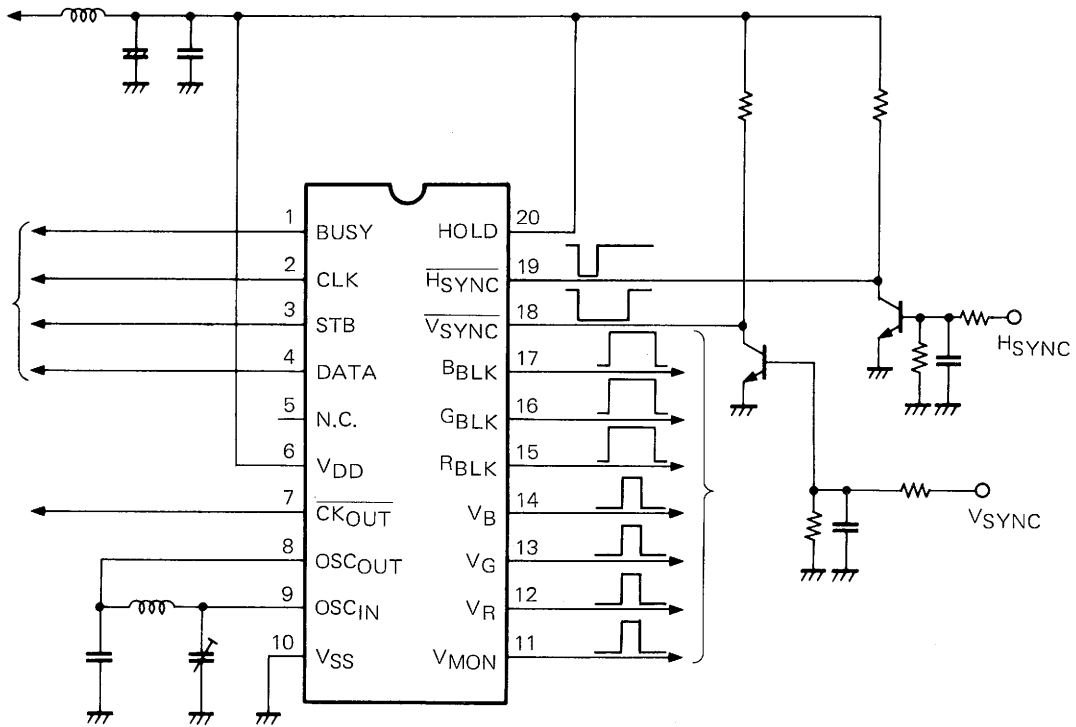 1 BUSY
2 CLK
3 STB
4 DATA
5 N.C.
6 VDD
7 CKOUT
8 OSCOUT
9 OSCIN
10 VSS
HOLD 20
HSYNC 19
VSYNC 18
BBLK 17
GBLK 16
RBLK 15
VB 14
VG 13
VR 12
VMON 11
HSYNC
VSYNC